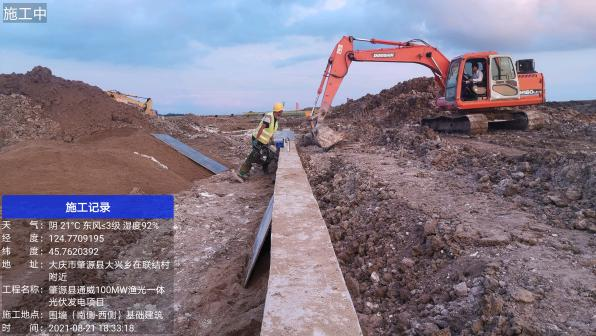 施工中
DOOSAN
施工记录
天 气: 阴 21°C 东风≤3级 湿度92%
经 度: 124.7709195
纬 度: 45.7620392
地 址: 大庆市肇源县大兴乡在联结村
附近
工程名称: 肇源县通威100MW渔光一体
光伏发电项目
施工地点: 围墙{南侧-西侧}基础建筑
时 间: 2021-08-21 18:33:18